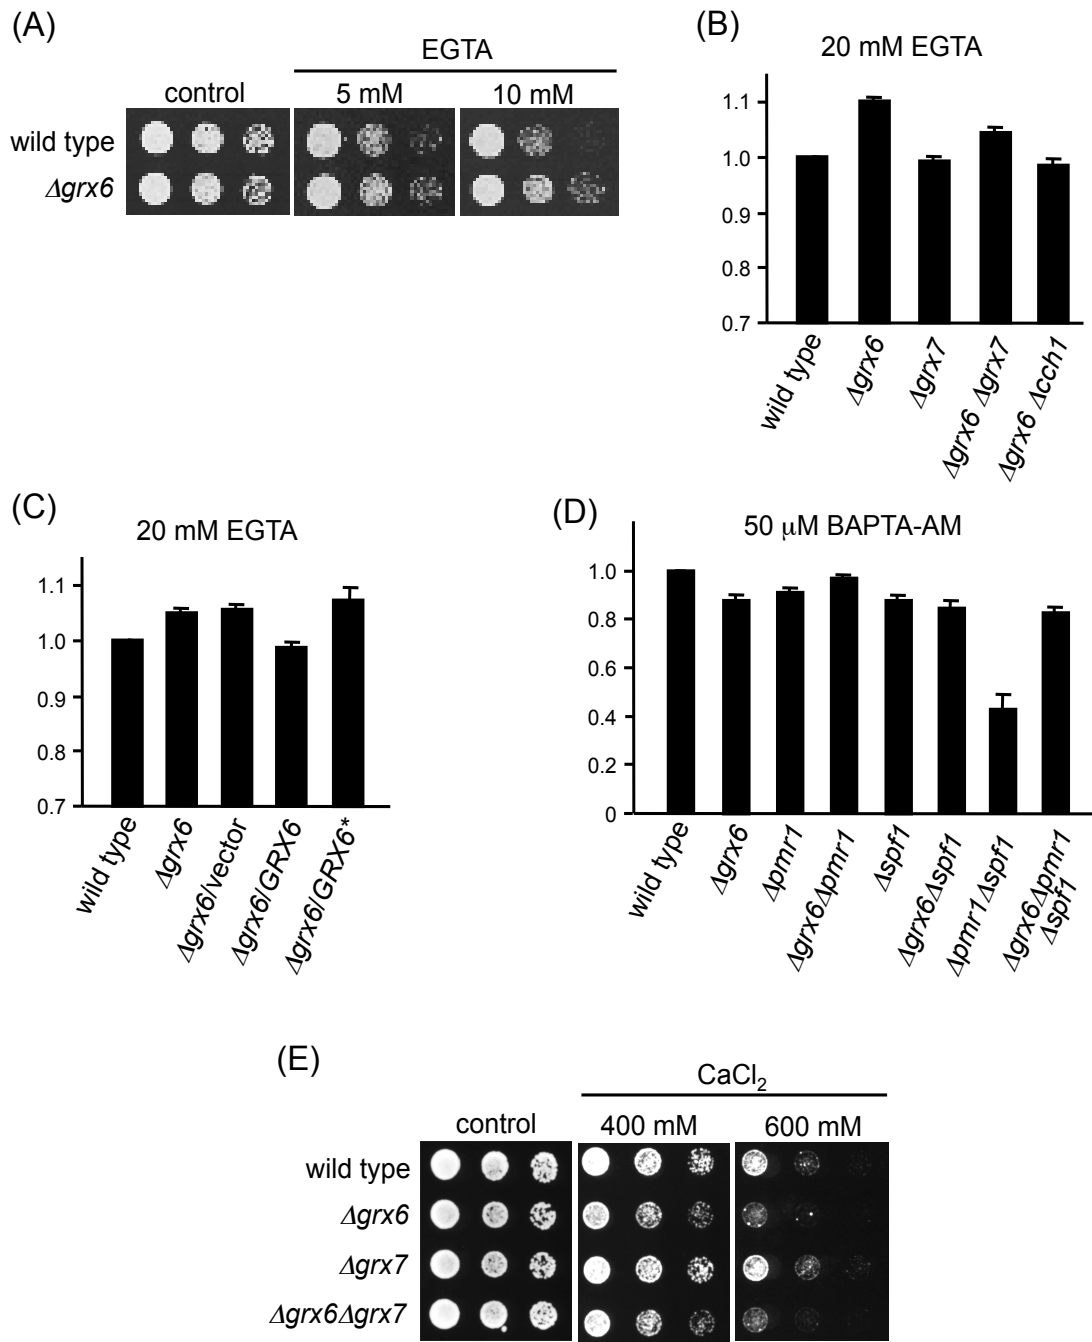 (A)
EGTA
control
5 mM
10 mM
wild type
Δgrx6
(B)
20 mM EGTA
1.1
1.0
0.9
0.8
0.7
wild type
Δgrx6
Δgrx7
Δgrx6 Δgrx7
Δgrx6 Δcch1
(C)
20 mM EGTA
1.1
1.0
0.9
0.8
0.7
wild type
Δgrx6
Δgrx6/vector
Δgrx6/GRX6
Δgrx6/GRX6*
(D)
50 μM BAPTA-AM
1.0
0.8
0.6
0.4
0.2
0
wild type
Δgrx6
Δpmr1
Δgrx6Δpmr1
Δspf1
Δgrx6Δspf1
Δpmr1Δspf1
Δgrx6Δpmr1
Δspf1
(E)
CaCl₂
control
400 mM
600 mM
wild type
Δgrx6
Δgrx7
Δgrx6Δgrx7